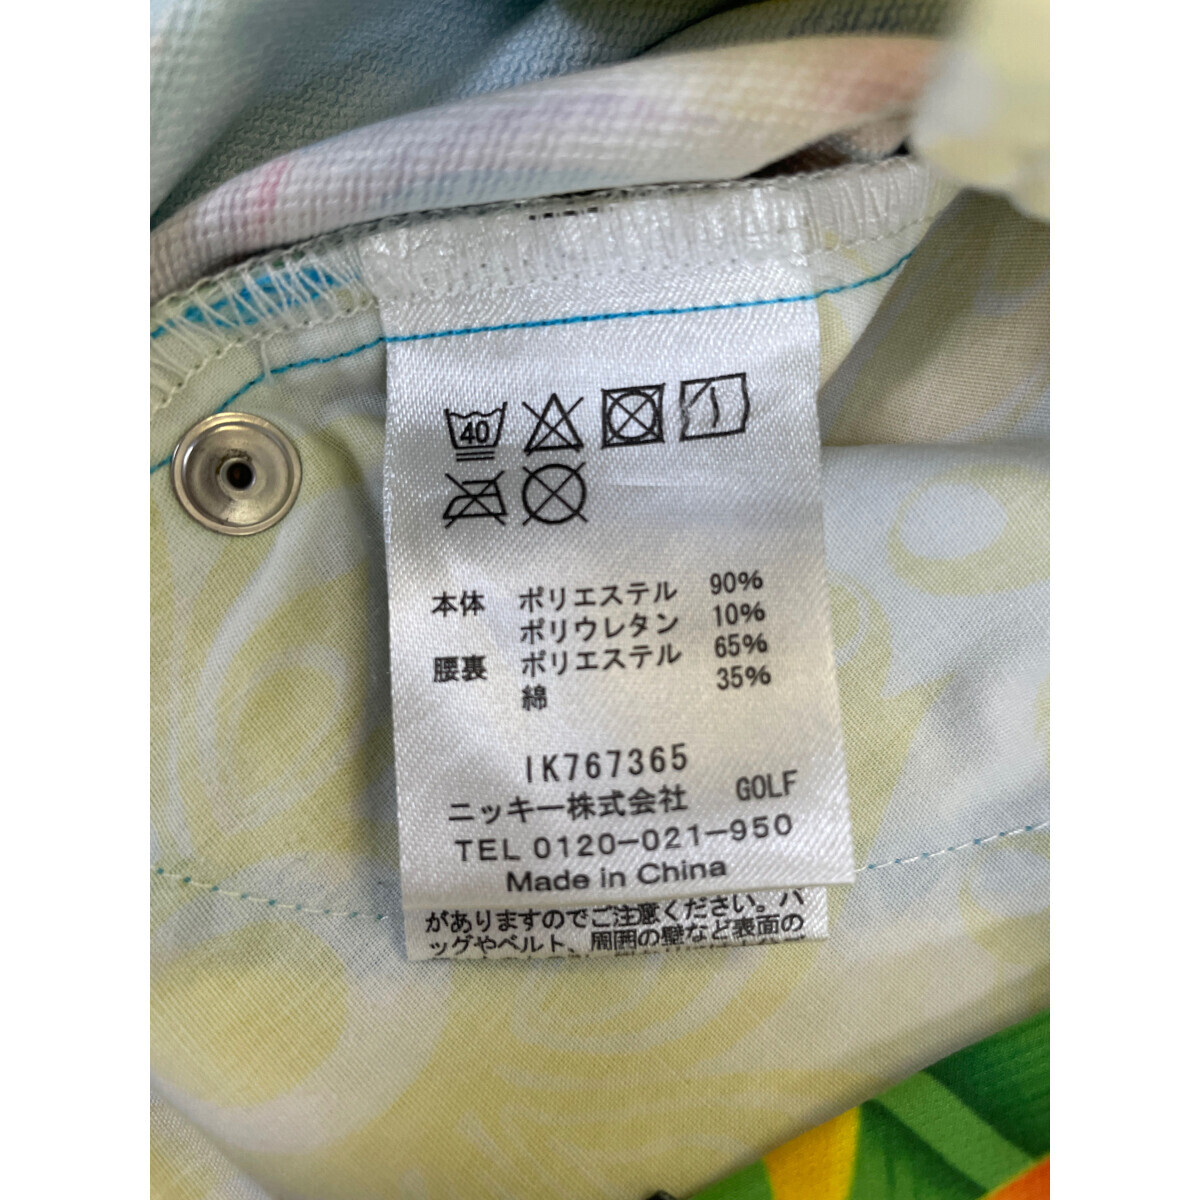 40
本体 ポリエステル 90%
ポリウレタン 10%
腰裏 ポリエステル 65%
綿 35%
IK767365
ニッキー株式会社 GOLF
TEL 0120-021-950
Made in China
がありますのでご注意ください。バ
ッグやベルト、周囲の壁など表面の